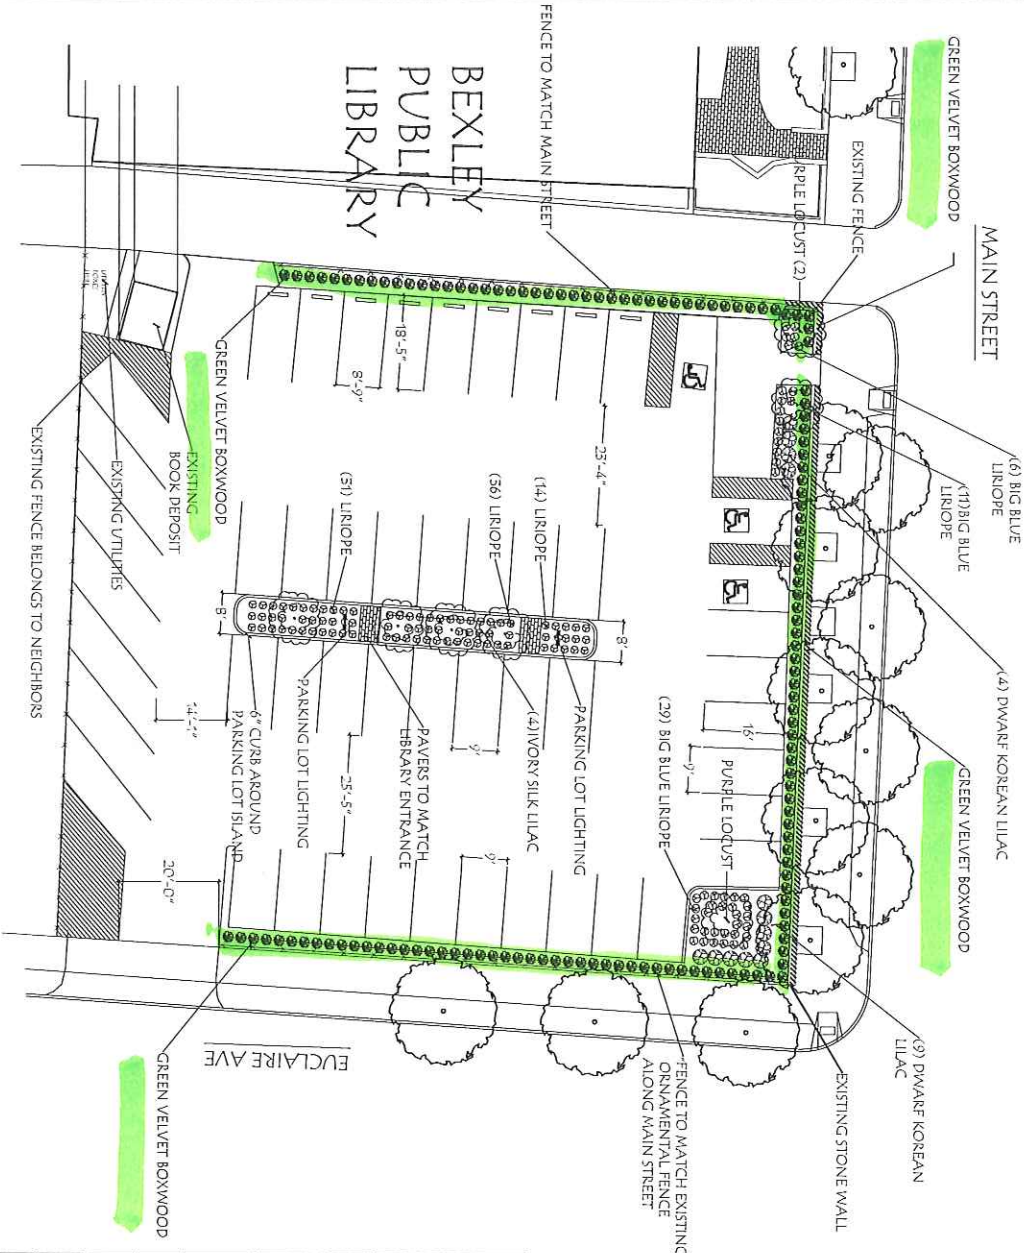 GREEN VELVET BOXWOOD
MAIN STREET
(6) BIG BLUE
LIRIOPE
(11)BIG BLUE
LIRIOPE
(4) DWARF KOREAN LILAC
GREEN VELVET BOXWOOD
(9) DWARF KOREAN
LILAC
EXISTING STONE WALL
EXISTING FENCE
RPLE LOCUST (2)
FENCE TO MATCH MAIN STREET
BEXLEY
PUBLIC
LIBRARY
18'-5"
8'-9"
25'-4"
16'
9'
PURPLE LOCUST
(29) BIG BLUE LIRIOPE
FENCE TO MATCH EXISTING
ORNAMENTAL FENCE
ALONG MAIN STREET
(14) LIRIOPE
(56) LIRIOPE
(51) LIRIOPE
8'
8'
PARKING LOT LIGHTING
(4)IVORY SILK LILAC
9'
PAVERS TO MATCH
LIBRARY ENTRANCE
25'-5"
9'
PARKING LOT LIGHTING
6" CURB AROUND
PARKING LOT ISLAND
GREEN VELVET BOXWOOD
EXISTING
BOOK DEPOSIT
EXISTING UTILITIES
EXISTING FENCE BELONGS TO NEIGHBORS
20'-0"
EUCLAIRE AVE
GREEN VELVET BOXWOOD